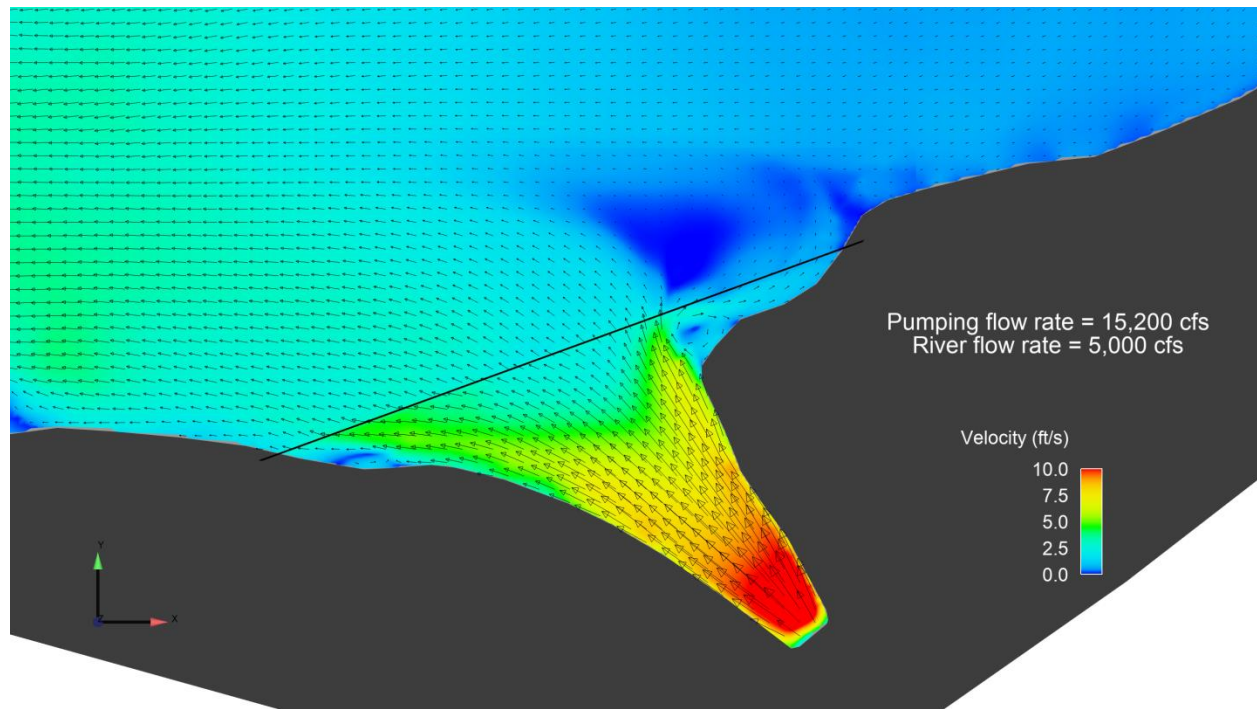 Pumping flow rate = 15,200 cfs
River flow rate = 5,000 cfs
Velocity (ft/s)
10.0
7.5
5.0
2.5
0.0
Y
Z
X